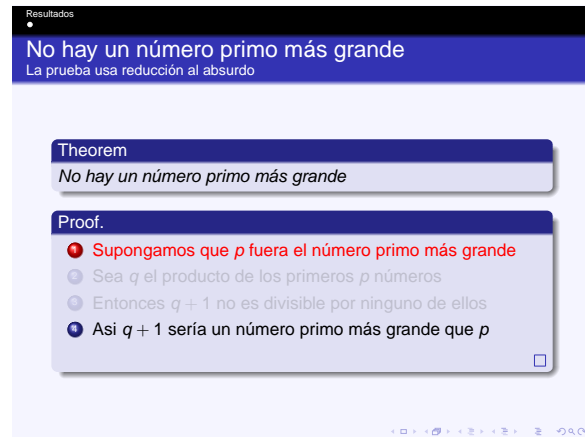 Resultados
No hay un número primo más grande
La prueba usa reducción al absurdo
Theorem
No hay un número primo más grande
Proof.
1 Supongamos que p fuera el número primo más grande
2 Sea q el producto de los primeros p números
3 Entonces q + 1 no es divisible por ninguno de ellos
4 Asi q + 1 sería un número primo más grande que p